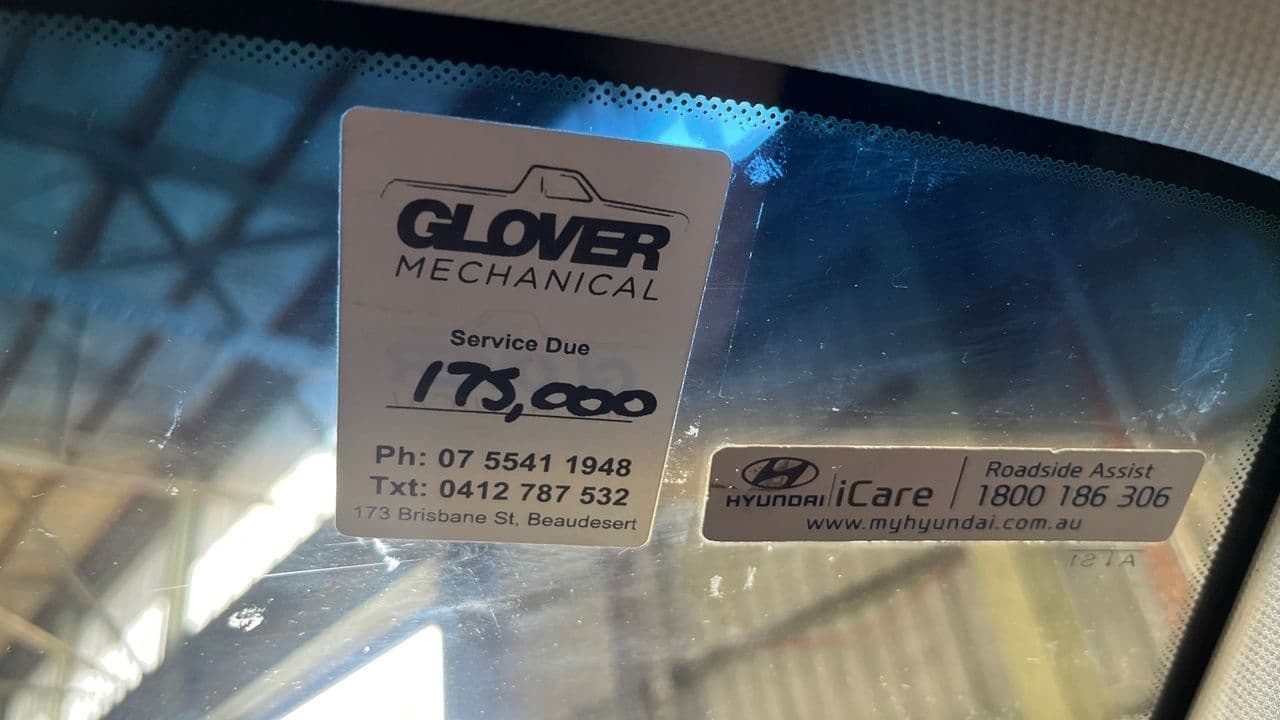 GLOVER
MECHANICAL
Service Due
175,000
Ph: 07 5541 1948
Txt: 0412 787 532
173 Brisbane St, Beaudesert
HYUNDAI iCare
Roadside Assist
1800 186 306
www.myhyundai.com.au